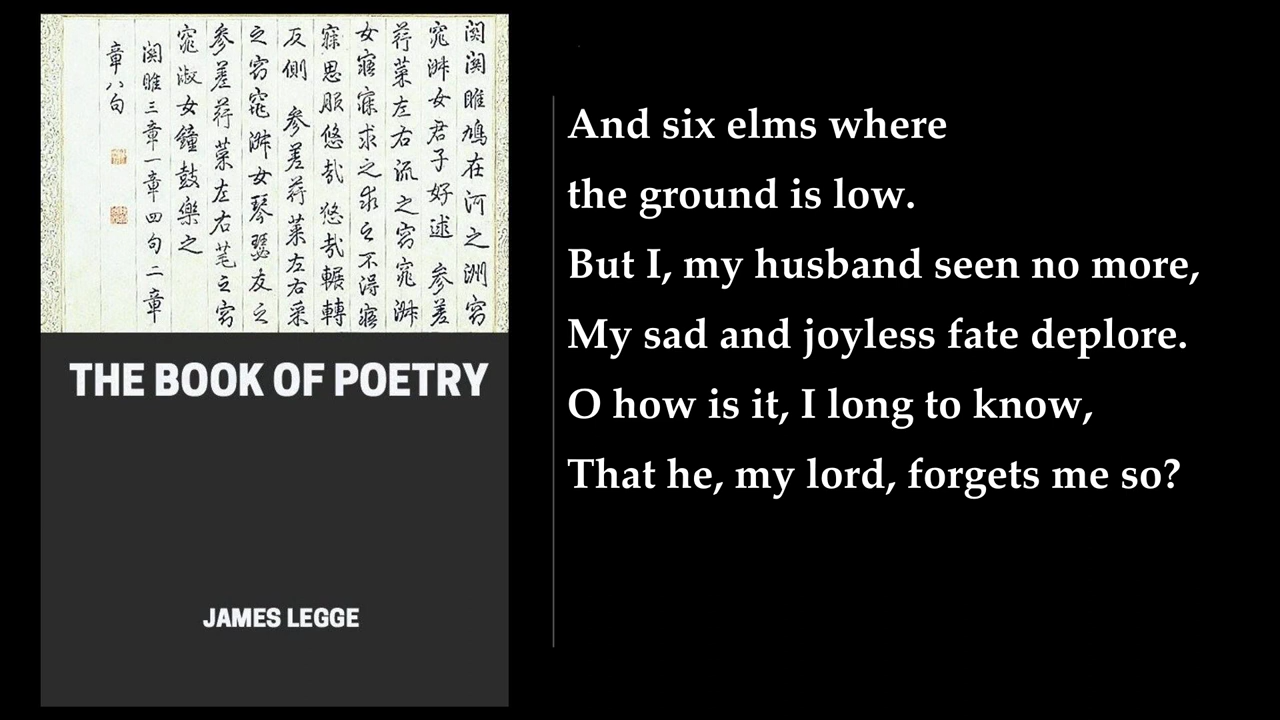 関関雎鳩在河之洲窈
窕淑女君子好逑 参差
荇菜左右流之窈窕淑
女寤寐求之求之不得寤
寐思服悠哉悠哉輾轉
反側 参差荇菜左右采
之窈窕淑女琴瑟友之
参差荇菜左右芼之窈
窕淑女鐘鼓樂之
関雎三章一章四句二章
章八句
THE BOOK OF POETRY
JAMES LEGGE
And six elms where
the ground is low.
But I, my husband seen no more,
My sad and joyless fate deplore.
O how is it, I long to know,
That he, my lord, forgets me so?